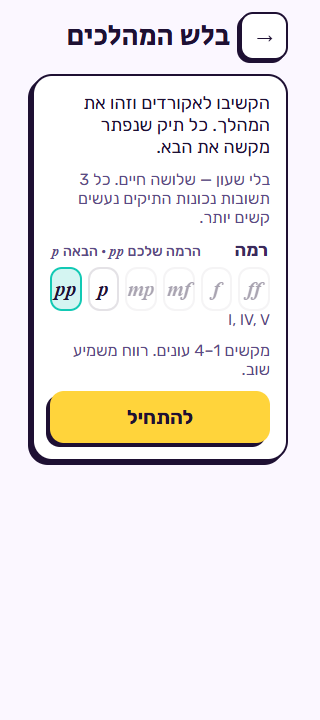 →
בלש המהלכים
הקשיבו לאקורדים וזהו את
המהלך. כל תיק שנפתר
מקשה את הבא.
בלי שעון – שלושה חיים. כל 3
תשובות נכונות התיקים נעשים
קשים יותר.
רמה
הרמה שלכם pp • הבאה p
pp p mp mf f ff
I, IV, V
מקשים 1–4 עונים. רווח משמיע
שוב.
להתחיל